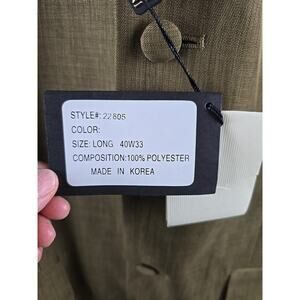 STYLE#: 22805
COLOR:
SIZE: LONG 40W33
COMPOSITION:100% POLYESTER
MADE IN KOREA